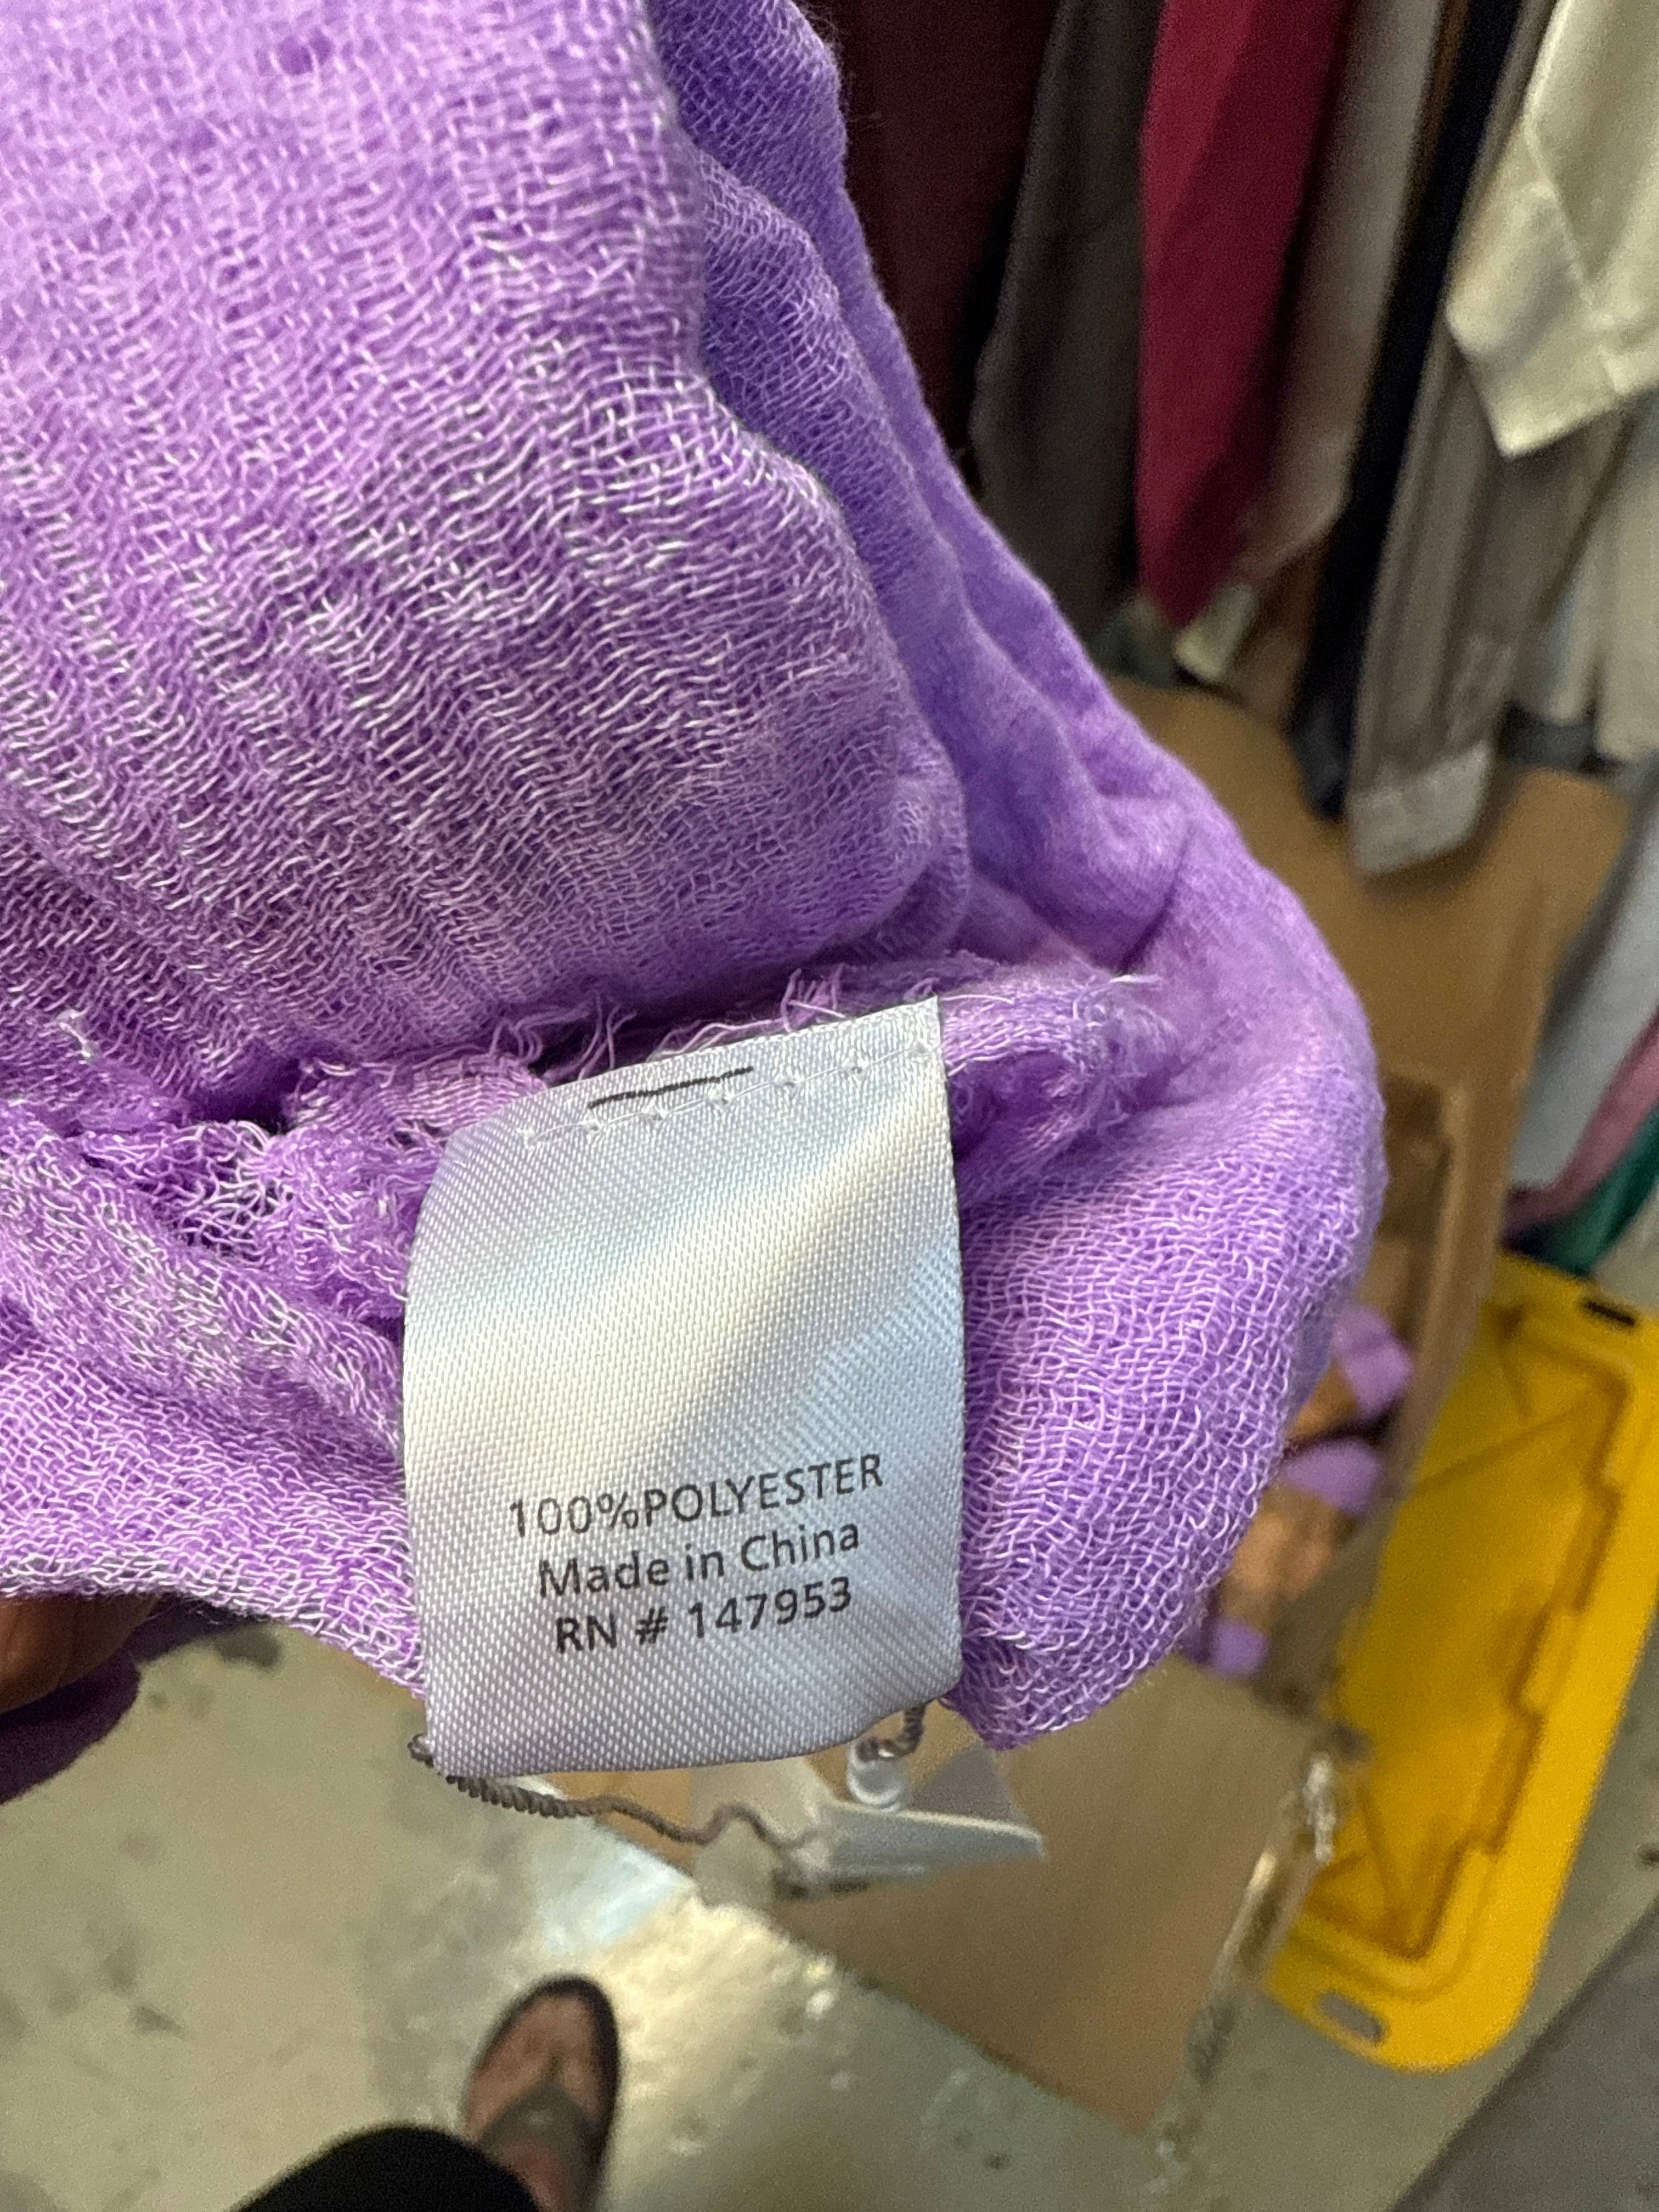 100%POLYESTER
Made in China
RN # 147953